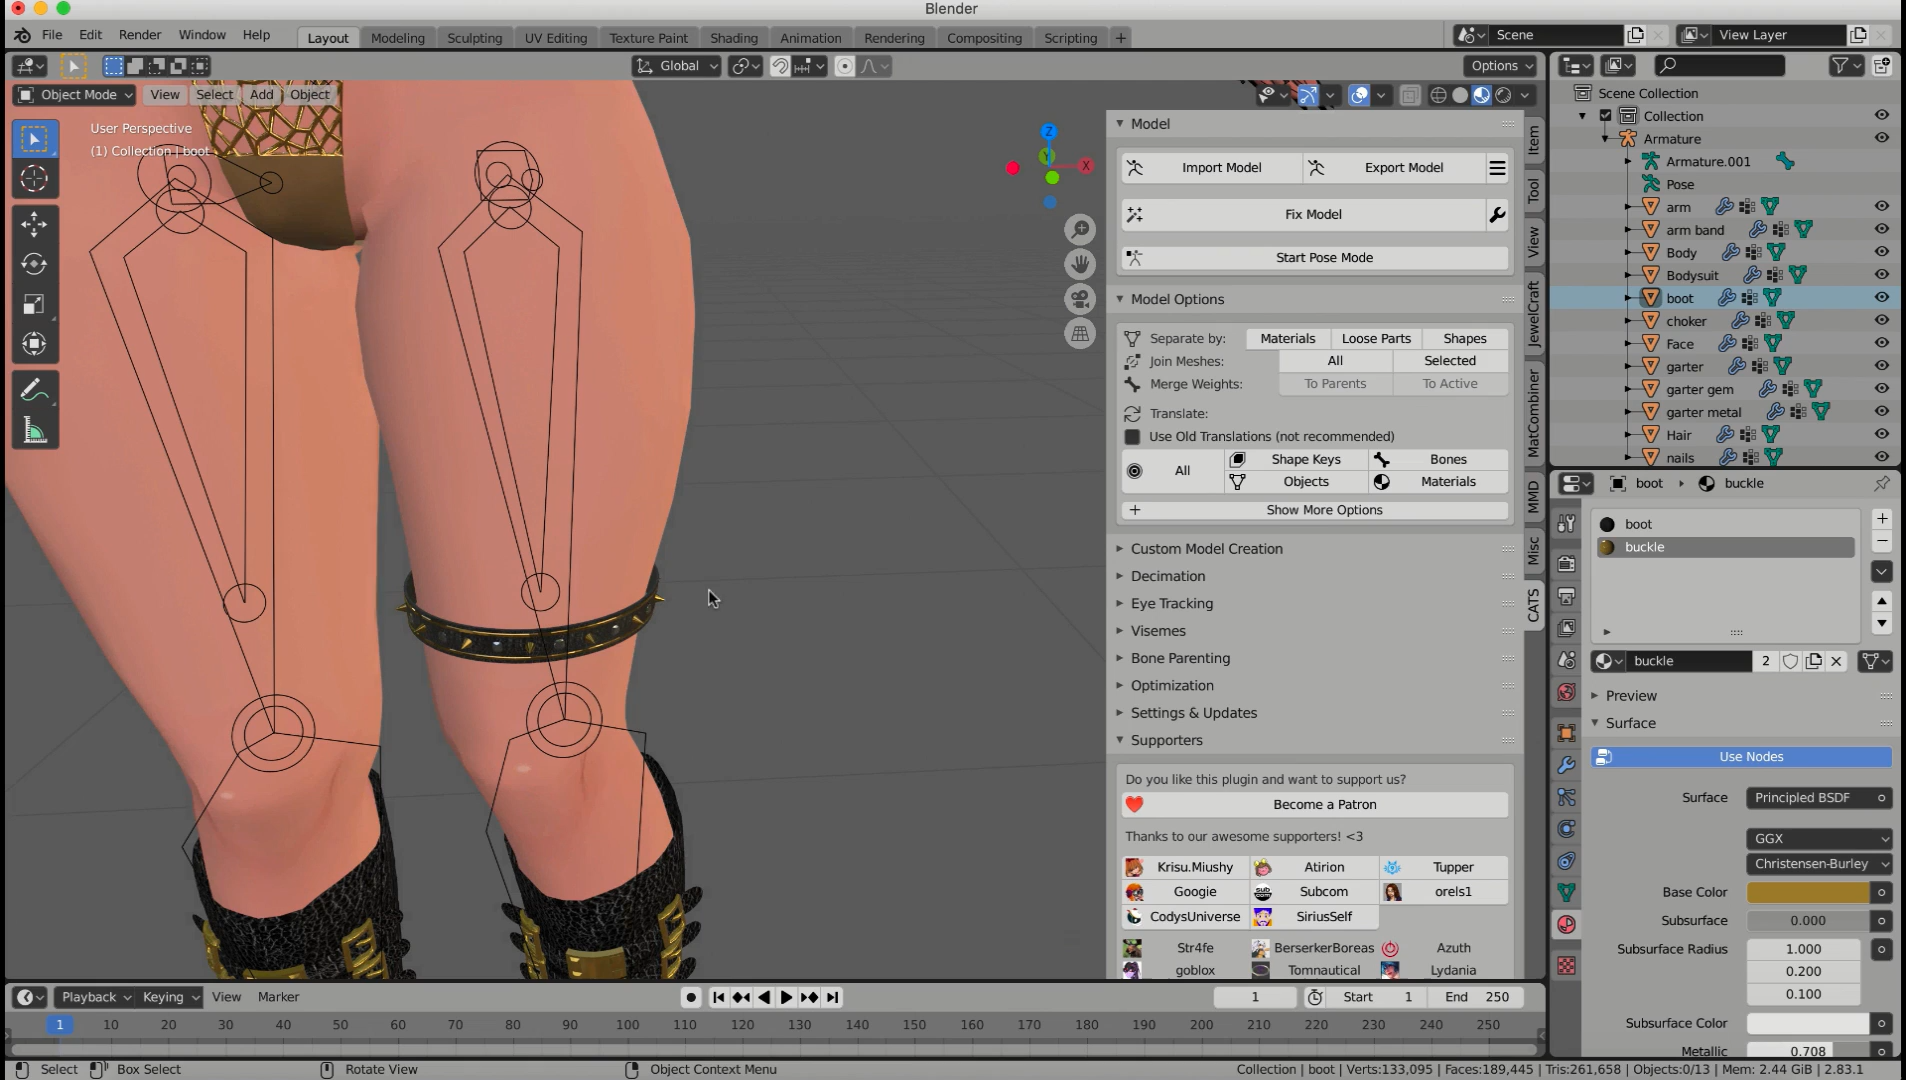 Blender
File Edit Render Window Help Layout Modeling Sculpting UV Editing Texture Paint Shading Animation Rendering Compositing Scripting + Scene View Layer
Global Options
Object Mode View Select Add Object
User Perspective
(1) Collection | boot
Z
Y
X
Model
Import Model Export Model
Fix Model
Start Pose Mode
Model Options
Separate by: Materials Loose Parts Shapes
Join Meshes: All Selected
Merge Weights: To Parents To Active
Translate:
Use Old Translations (not recommended)
All Shape Keys Bones
Objects Materials
+ Show More Options
Custom Model Creation
Decimation
Eye Tracking
Visemes
Bone Parenting
Optimization
Settings & Updates
Supporters
Do you like this plugin and want to support us?
Become a Patron
Thanks to our awesome supporters! <3
Krisu.Miushy Atirion Tupper
Googie Subcom orels1
CodysUniverse SiriusSelf
Str4fe BerserkerBoreas Azuth
goblox Tomnautical Lydania
Item
Tool
View
JewelCraft
MatCombiner
MMD
Misc
CATS
Scene Collection
Collection
Armature
Armature.001
Pose
arm
arm band
Body
Bodysuit
boot
choker
Face
garter
garter gem
garter metal
Hair
nails
boot buckle
boot
buckle
buckle 2
Preview
Surface
Use Nodes
Surface Principled BSDF
GGX
Christensen-Burley
Base Color
Subsurface 0.000
Subsurface Radius 1.000
0.200
0.100
Subsurface Color
Metallic 0.708
Playback Keying View Marker 1 Start 1 End 250
1 10 20 30 40 50 60 70 80 90 100 110 120 130 140 150 160 170 180 190 200 210 220 230 240 250
Select Box Select Rotate View Object Context Menu Collection | boot | Verts:133,095 | Faces:189,445 | Tris:261,658 | Objects:0/13 | Mem: 2.44 GiB | 2.83.1